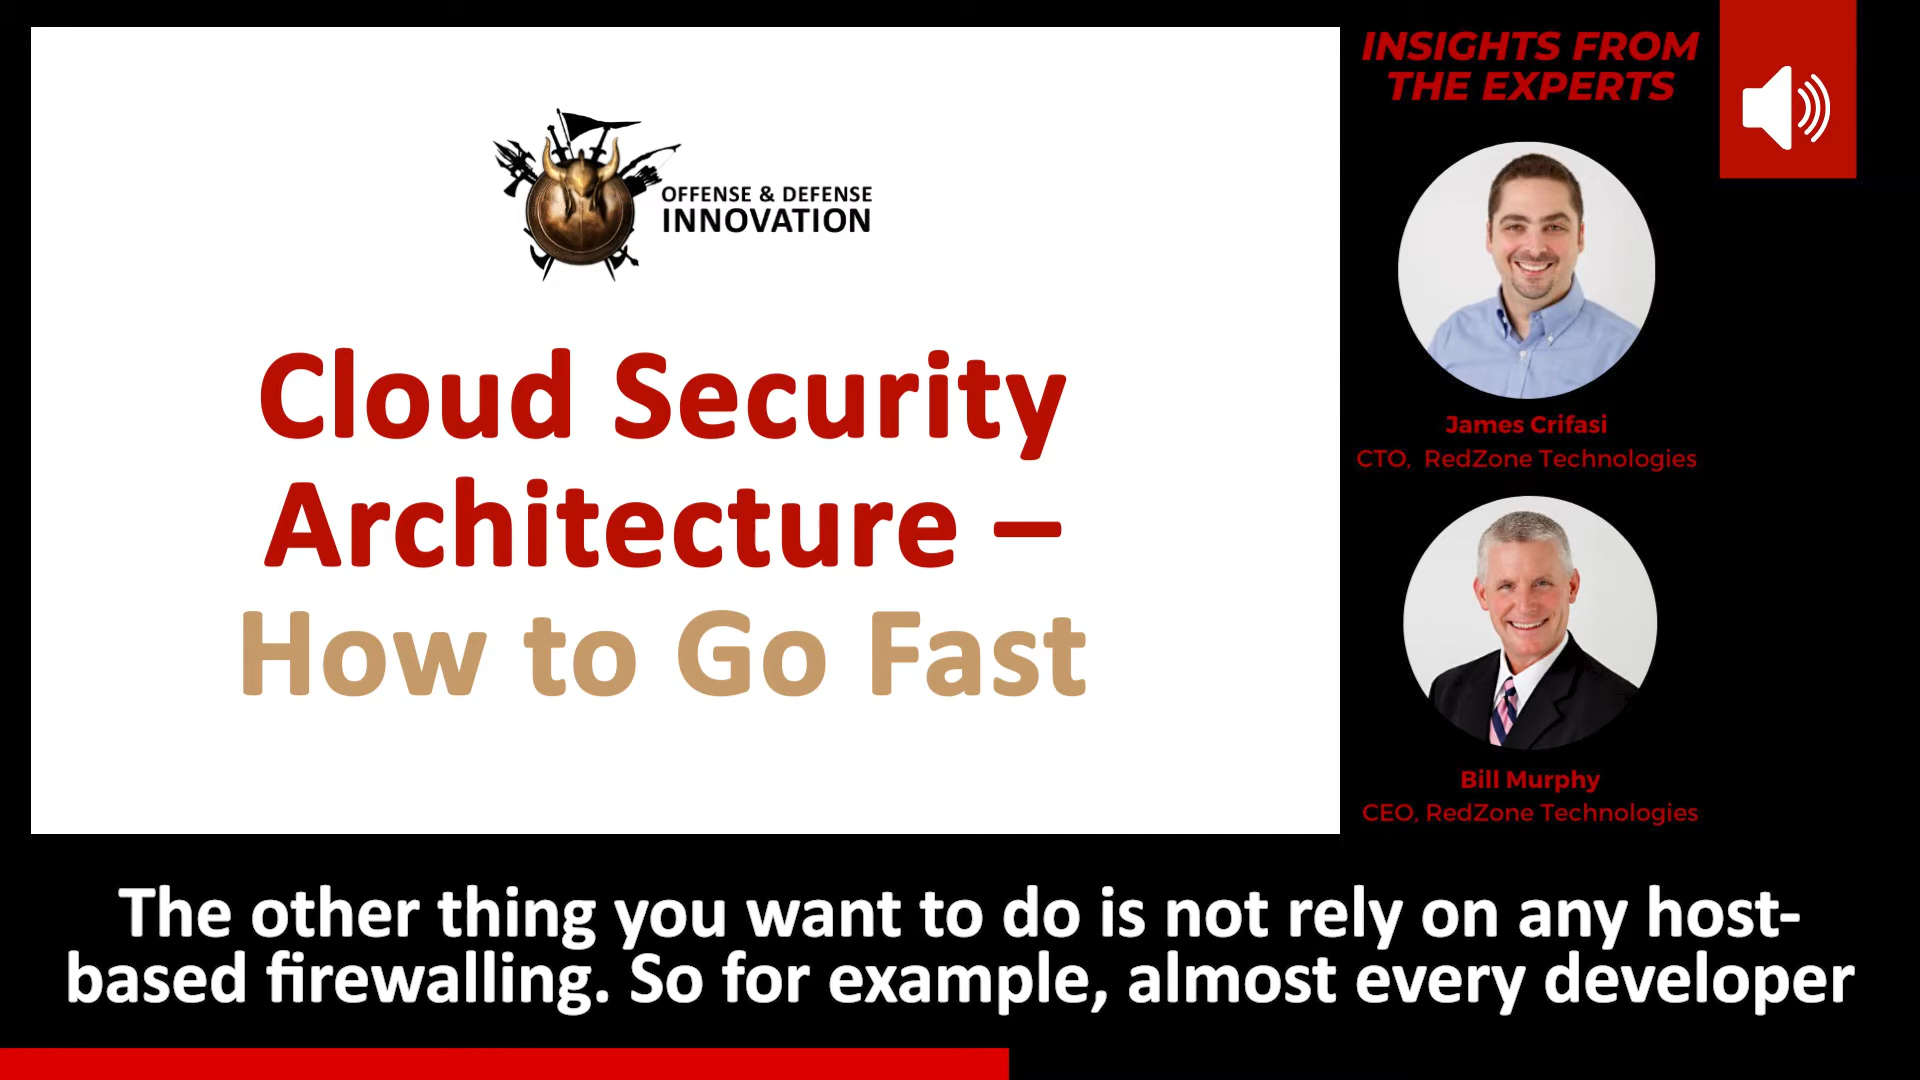 OFFENSE & DEFENSE
INNOVATION
Cloud Security
Architecture –
How to Go Fast
INSIGHTS FROM
THE EXPERTS
James Crifasi
CTO, RedZone Technologies
Bill Murphy
CEO, RedZone Technologies
The other thing you want to do is not rely on any host-
based firewalling. So for example, almost every developer